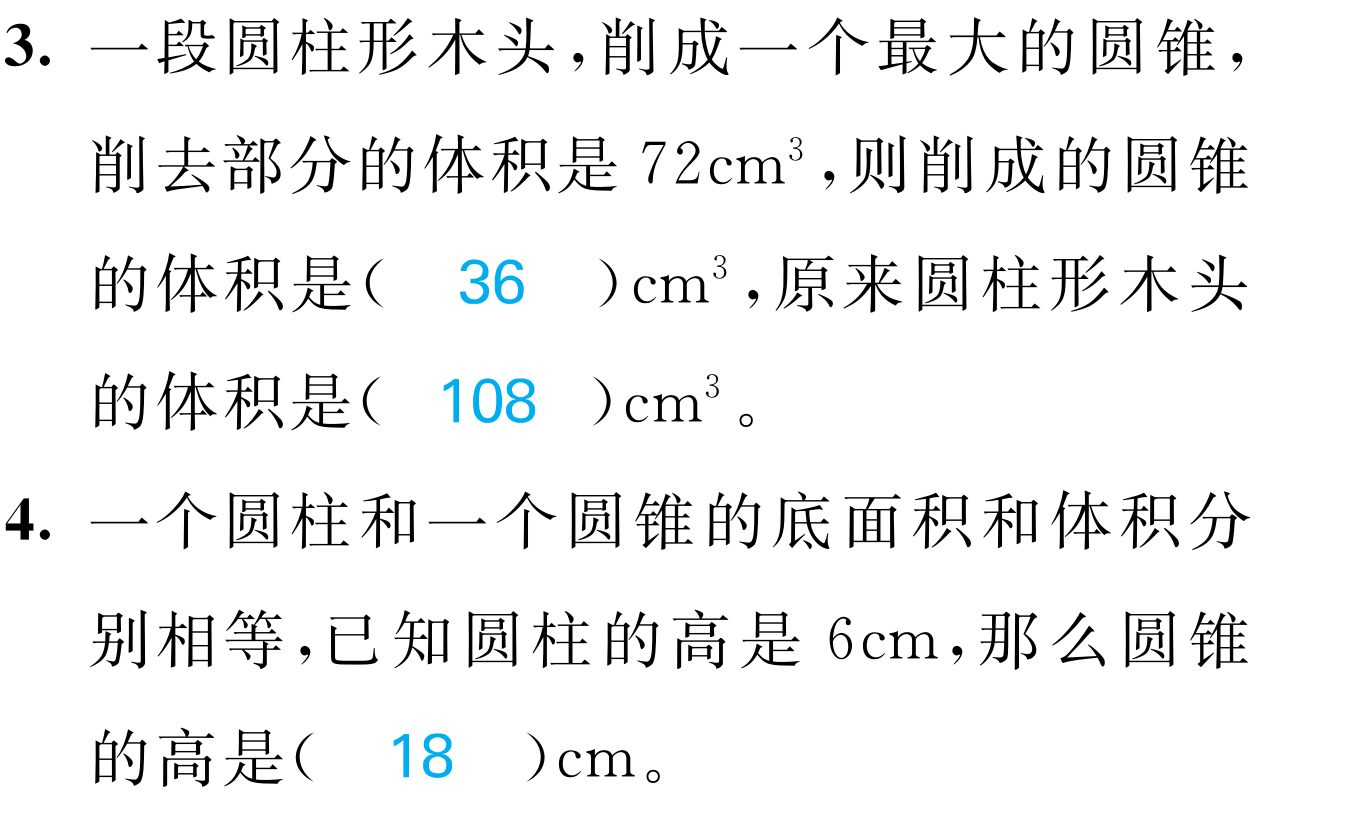 3. 一段圆柱形木头,削成一个最大的圆锥,
削去部分的体积是 72cm³,则削成的圆锥
的体积是( 36 )cm³,原来圆柱形木头
的体积是( 108 )cm³。
4. 一个圆柱和一个圆锥的底面积和体积分
别相等,已知圆柱的高是 6cm,那么圆锥
的高是( 18 )cm。